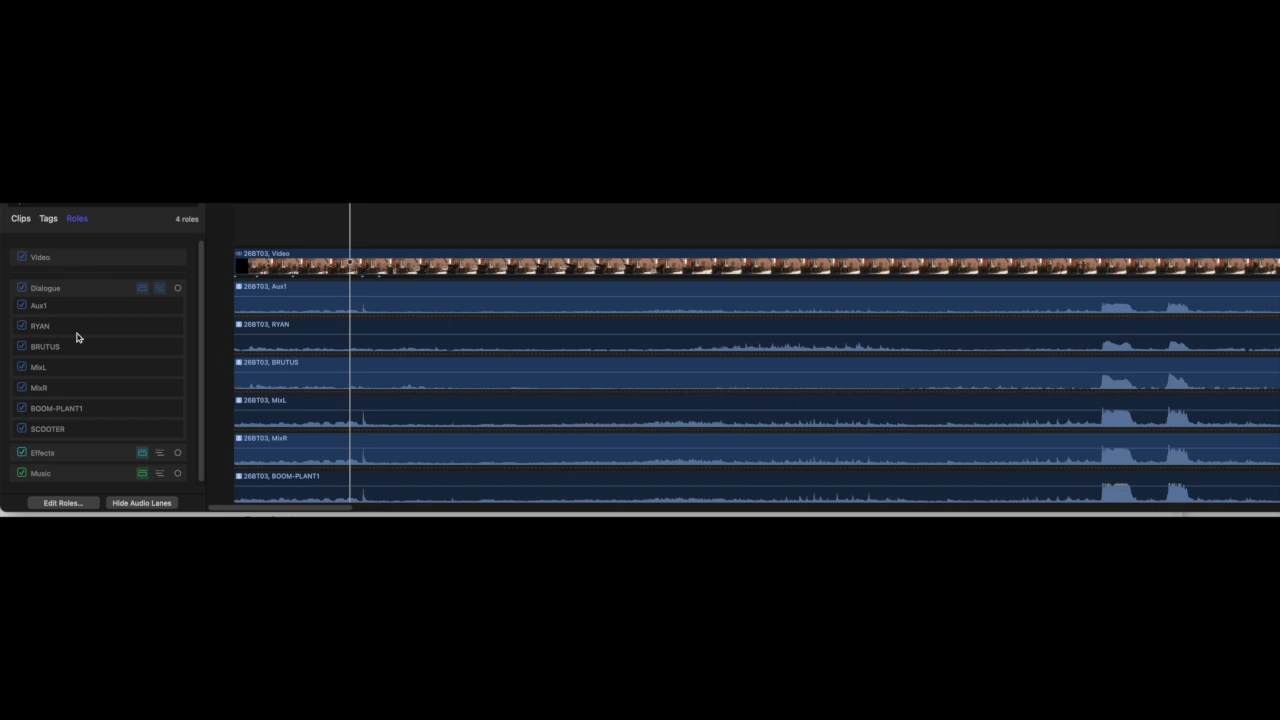 Clips Tags Roles 4 roles
Video
Dialogue
Aux1
RYAN
BRUTUS
MixL
MixR
BOOM-PLANT1
SCOOTER
Effects
Music
Edit Roles... Hide Audio Lanes
26BT03, Video
26BT03, Aux1
26BT03, RYAN
26BT03, BRUTUS
26BT03, MixL
26BT03, MixR
26BT03, BOOM-PLANT1